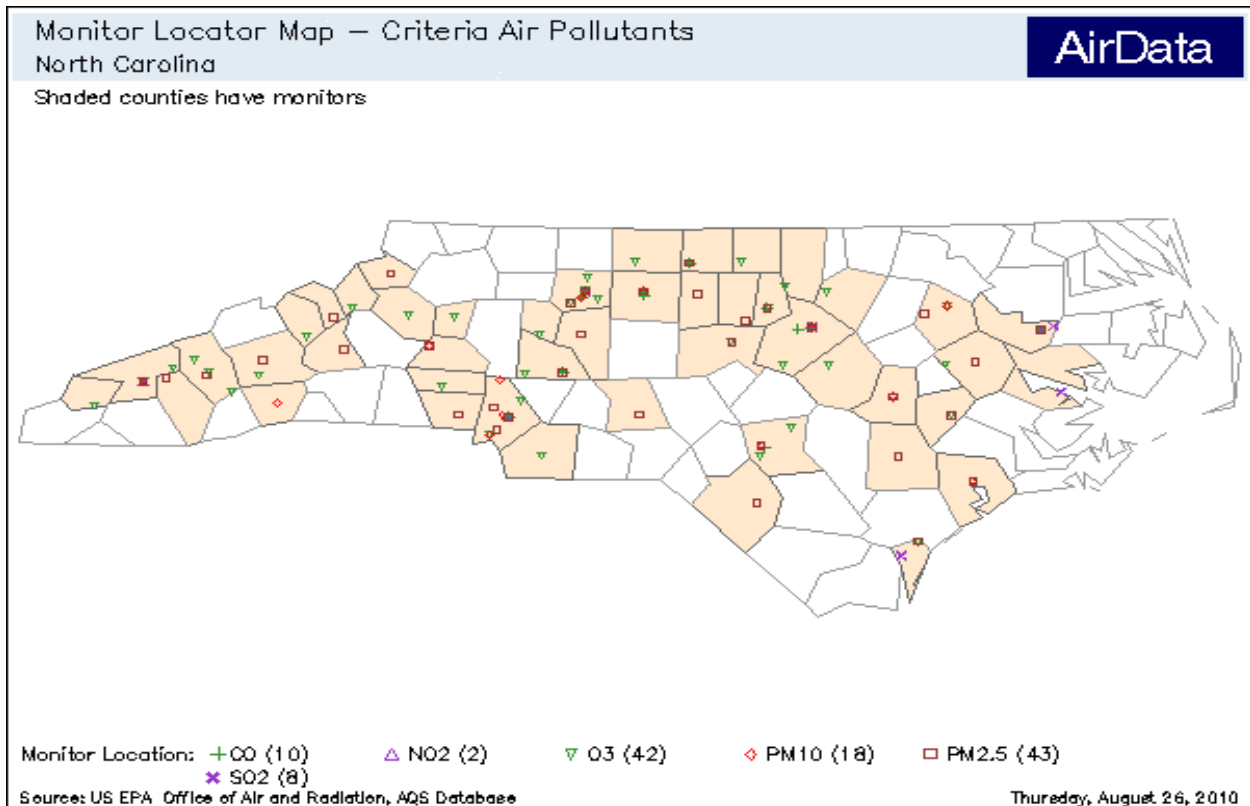 Monitor Locator Map – Criteria Air Pollutants
North Carolina
AirData
Shaded counties have monitors
Monitor Location: CO (10) NO2 (2) O3 (42) PM10 (18) PM2.5 (43)
SO2 (8)
Source: US EPA Office of Air and Radiation, AQS Database
Thursday, August 26, 2010